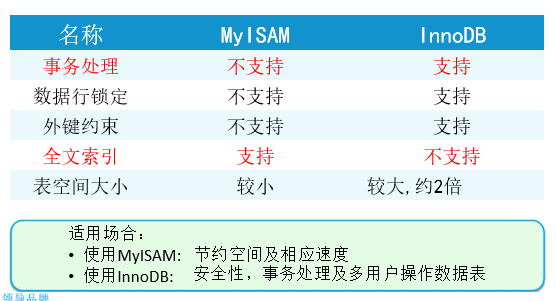 名称 MyISAM InnoDB
事务处理 不支持 支持
数据行锁定 不支持 支持
外键约束 不支持 支持
全文索引 支持 不支持
表空间大小 较小 较大,约2倍
适用场合：
• 使用MyISAM: 节约空间及相应速度
• 使用InnoDB: 安全性，事务处理及多用户操作数据表
领导品牌